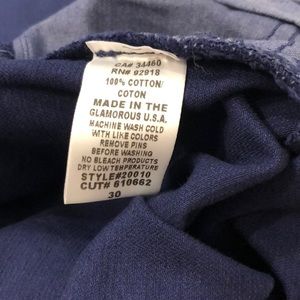 CA# 34460
RN# 92918
100% COTTON/
COTON
MADE IN THE
GLAMOROUS U.S.A.
MACHINE WASH COLD
WITH LIKE COLORS
REMOVE PINS
BEFORE WASHING
NO BLEACH PRODUCTS
DRY LOW TEMPERATURE
STYLE#20010
CUT# 610662
30